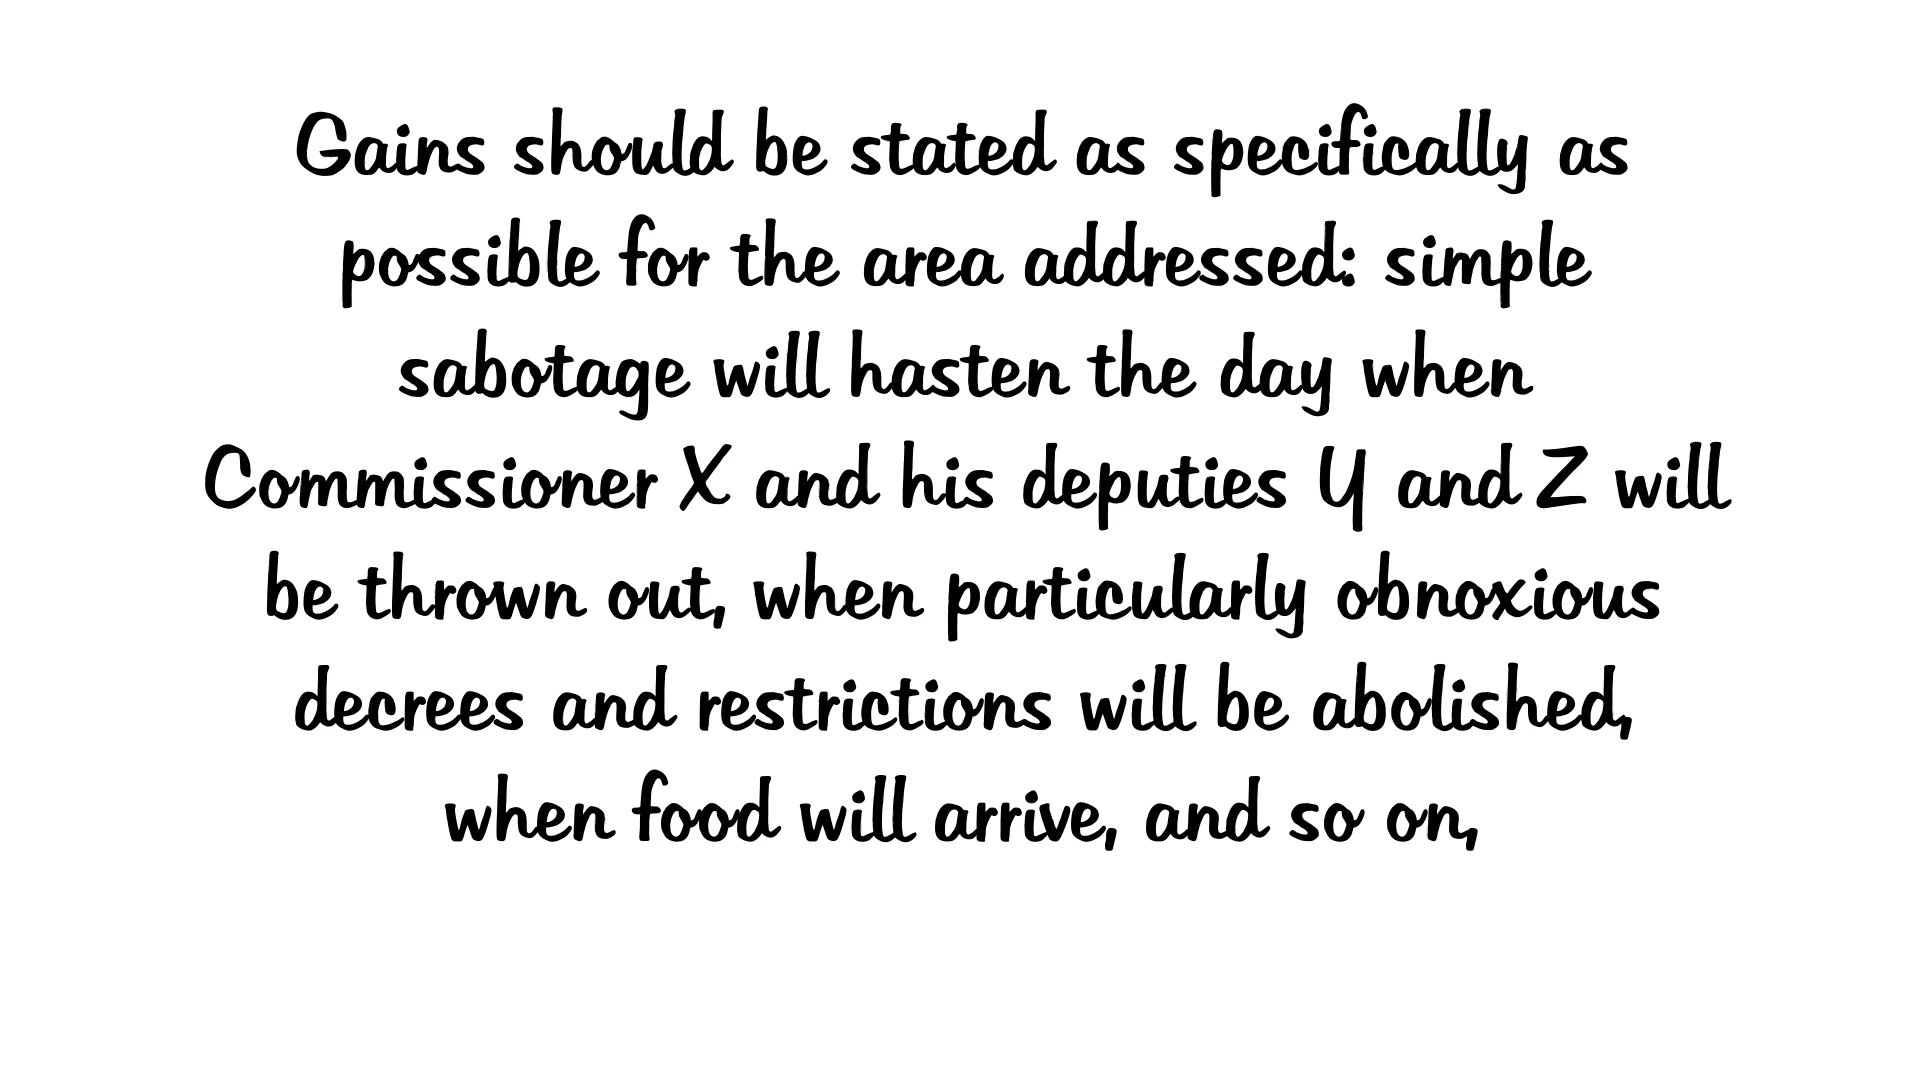 Gains should be stated as specifically as
possible for the area addressed: simple
sabotage will hasten the day when
Commissioner X and his deputies Y and Z will
be thrown out, when particularly obnoxious
decrees and restrictions will be abolished,
when food will arrive, and so on,